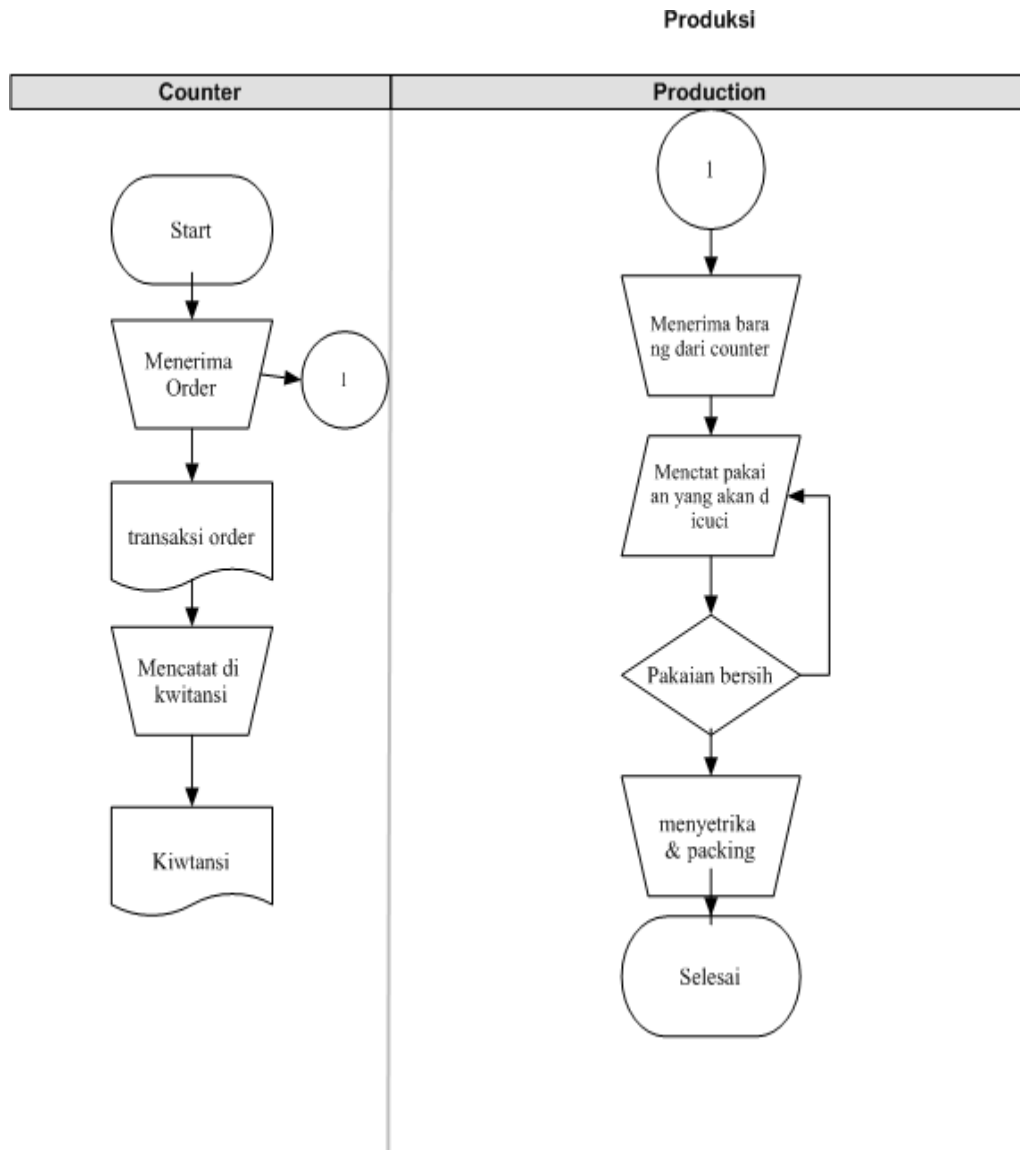 Produksi
Counter
Production
Start
Menerima
Order
1
transaksi order
Mencatat di
kwitansi
Kiwtansi
1
Menerima bara
ng dari counter
Menctat pakai
an yang akan d
icuci
Pakaian bersih
menyetrika
& packing
Selesai